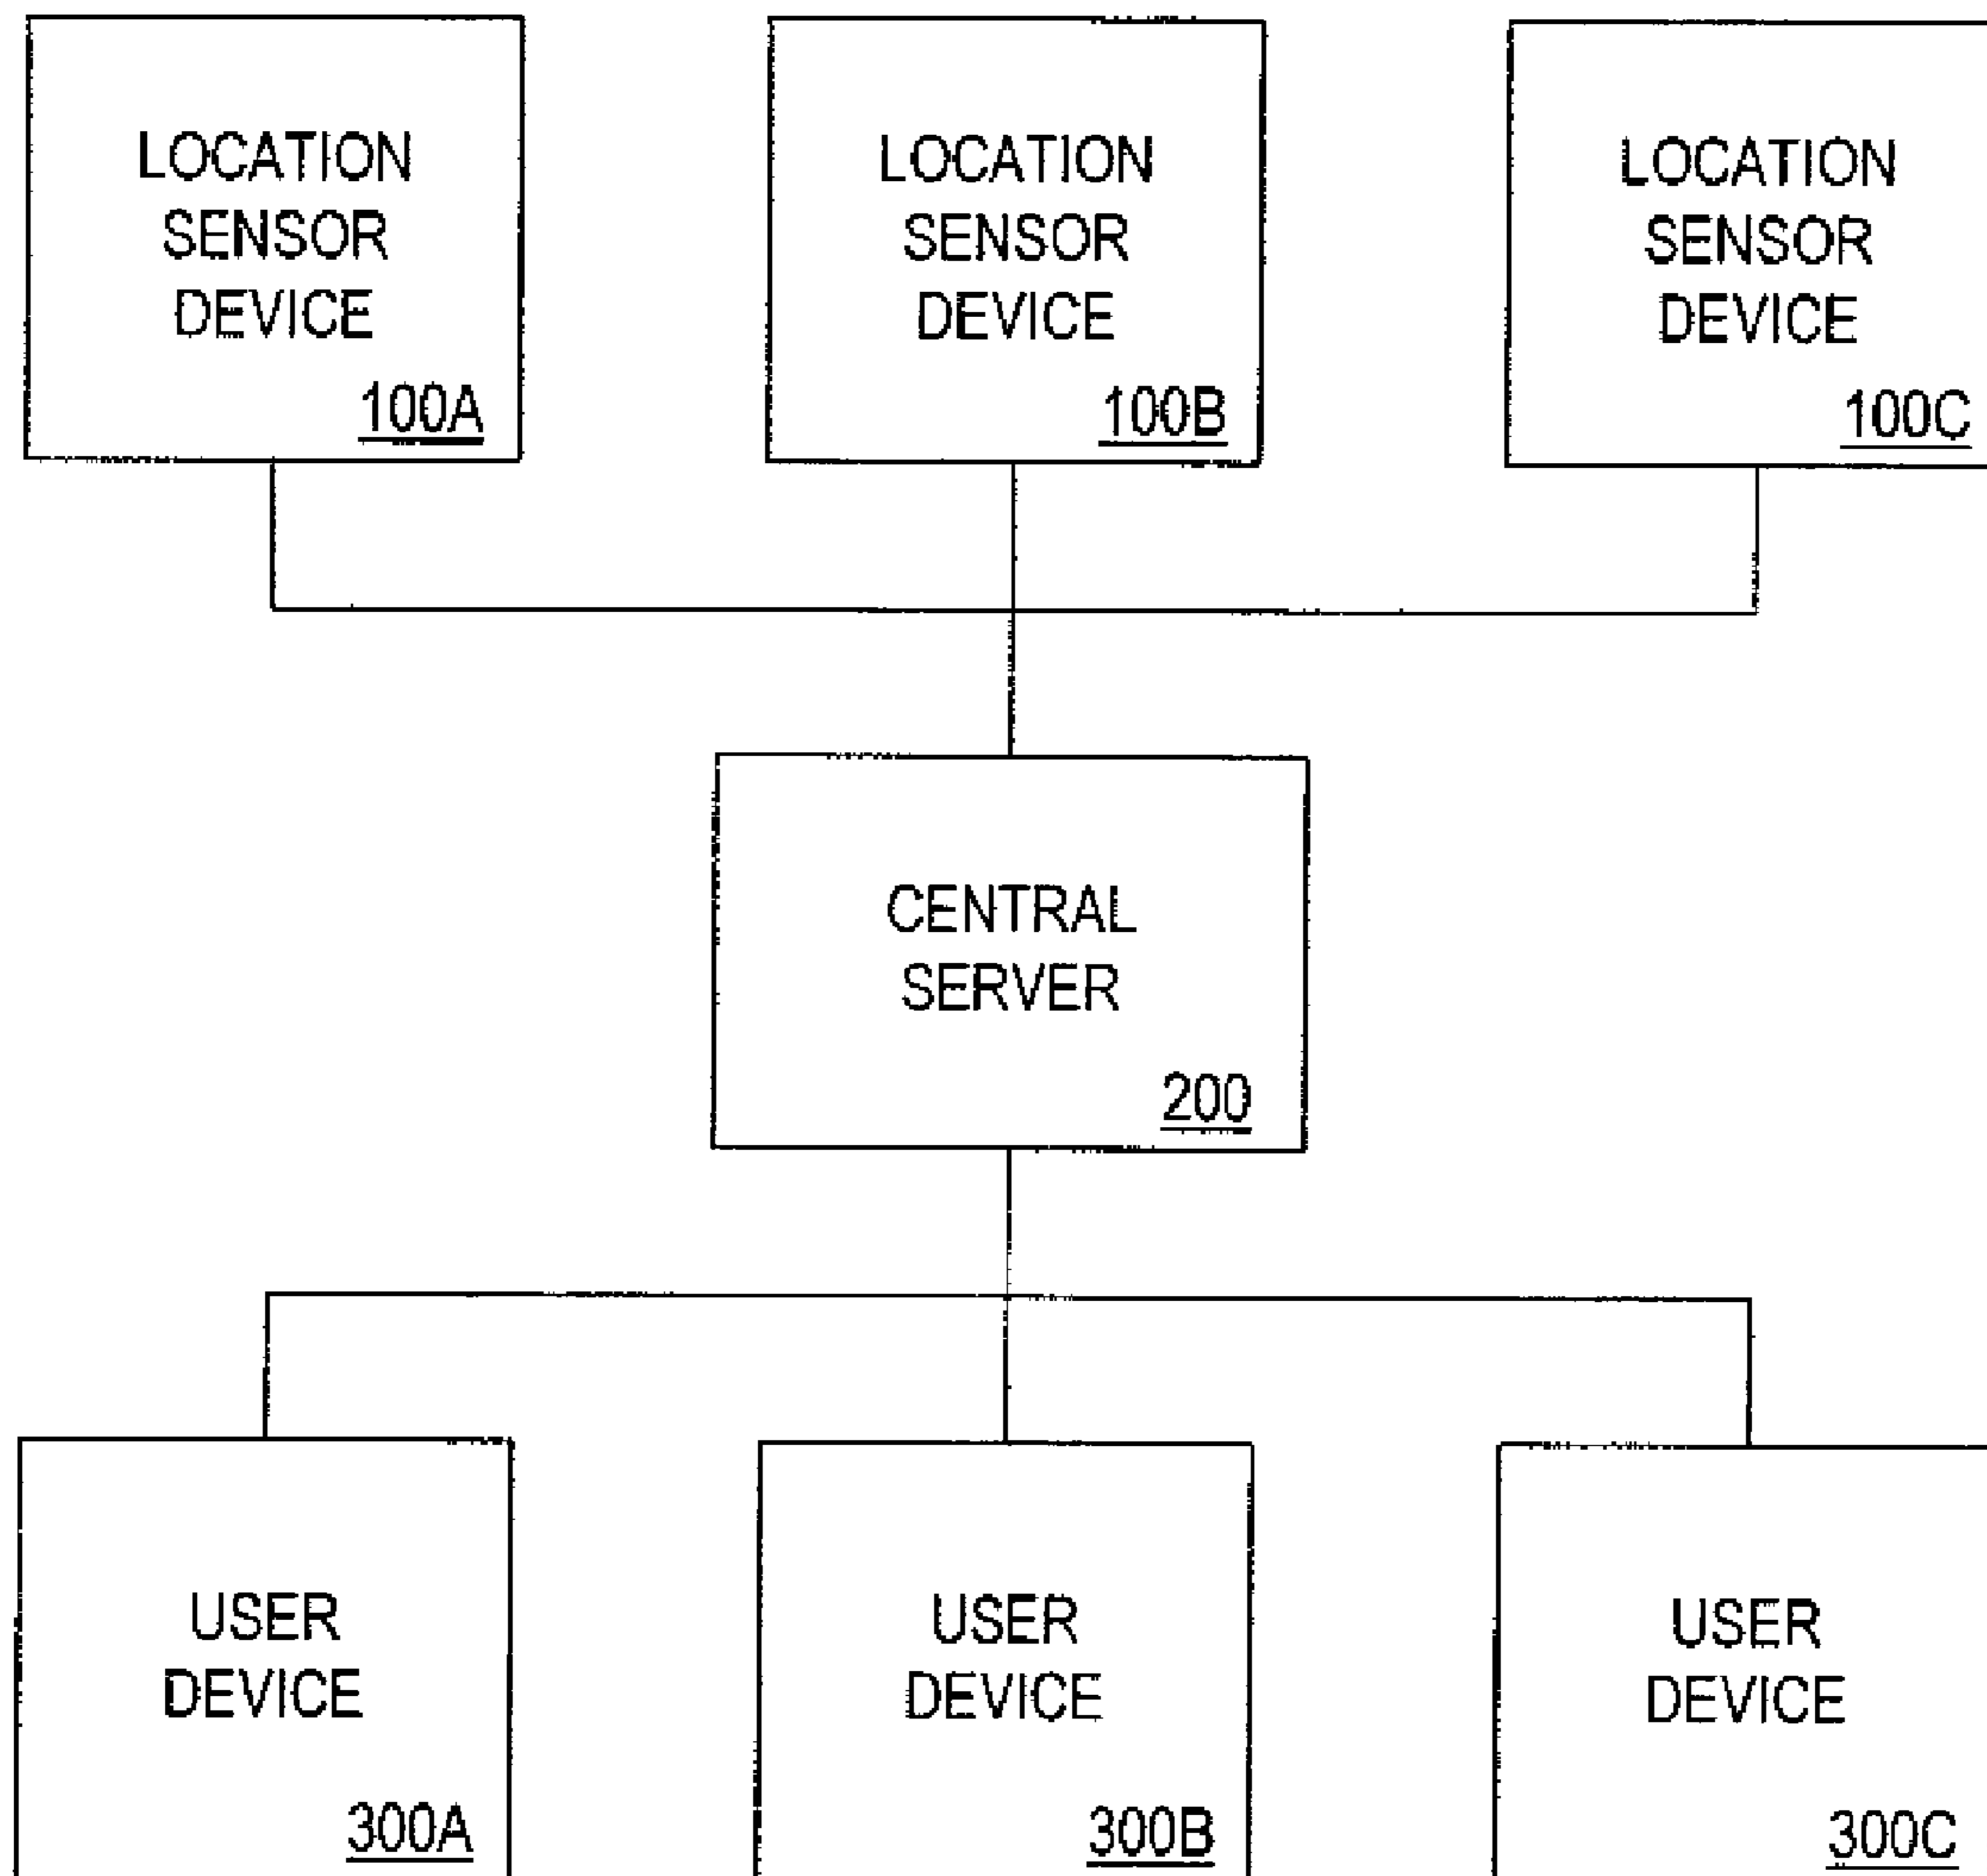 LOCATION
SENSOR
DEVICE
100A
LOCATION
SENSOR
DEVICE
100B
LOCATION
SENSOR
DEVICE
100C
CENTRAL
SERVER
200
USER
DEVICE
300A
USER
DEVICE
300B
USER
DEVICE
300C